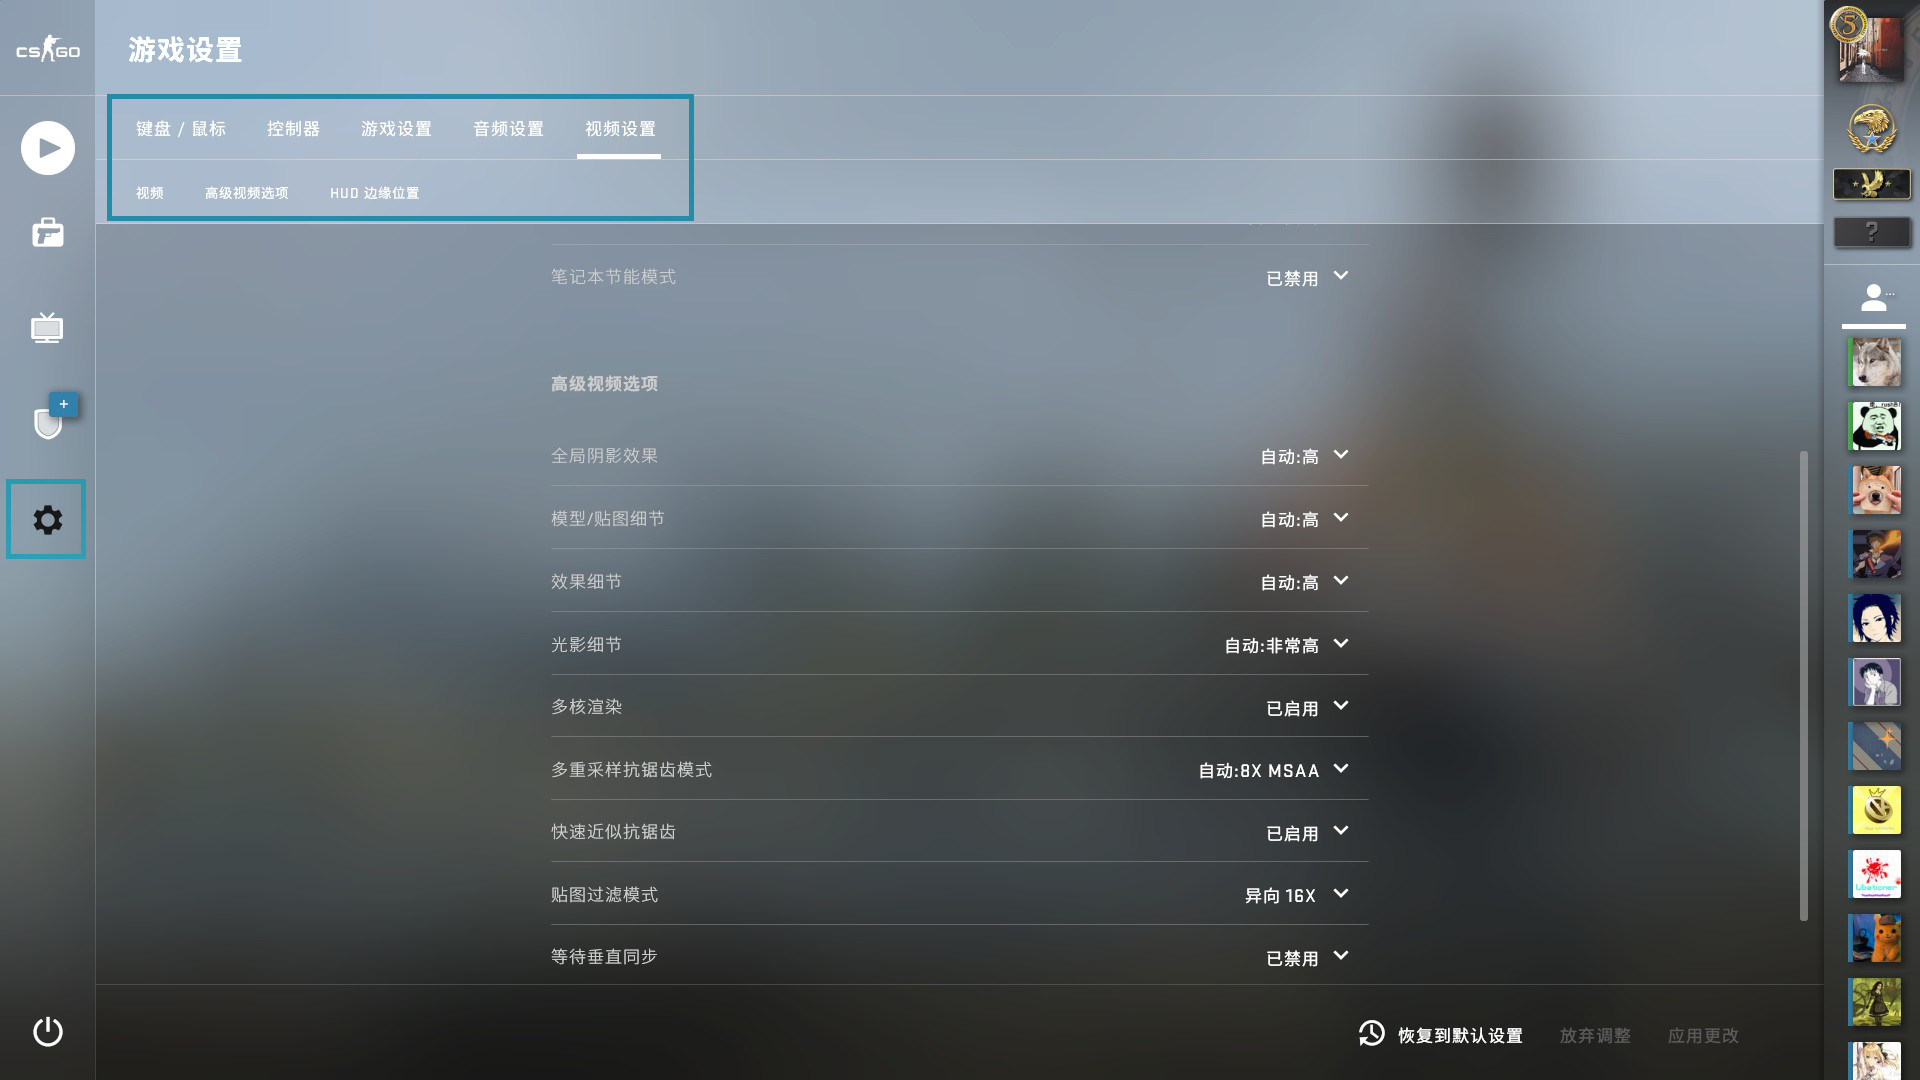 CS GO
游戏设置
键盘 / 鼠标 控制器 游戏设置 音频设置 视频设置
视频 高级视频选项 HUD 边缘位置
笔记本节能模式 已禁用
高级视频选项
全局阴影效果 自动:高
模型/贴图细节 自动:高
效果细节 自动:高
光影细节 自动:非常高
多核渲染 已启用
多重采样抗锯齿模式 自动:8X MSAA
快速近似抗锯齿 已启用
贴图过滤模式 异向 16X
等待垂直同步 已禁用
恢复到默认设置 放弃调整 应用更改
5
?